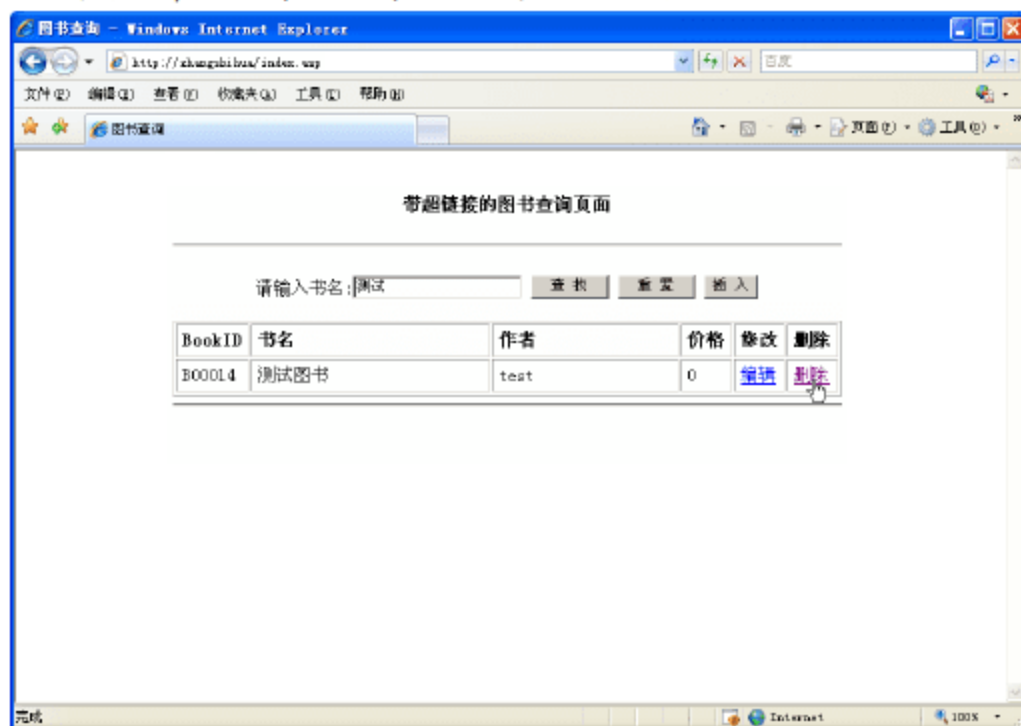 图书查询 - Windows Internet Explorer
http://zhangshihua/index.asp
百度
文件(F) 编辑(E) 查看(V) 收藏夹(A) 工具(T) 帮助(H)
图书查询
页面(P) 工具(O)
带超链接的图书查询页面
请输入书名:测试 查 找 重 置 插 入
BookID 书名 作者 价格 修改 删除
B00014 测试图书 test 0 编辑 删除
完成 Internet 100%